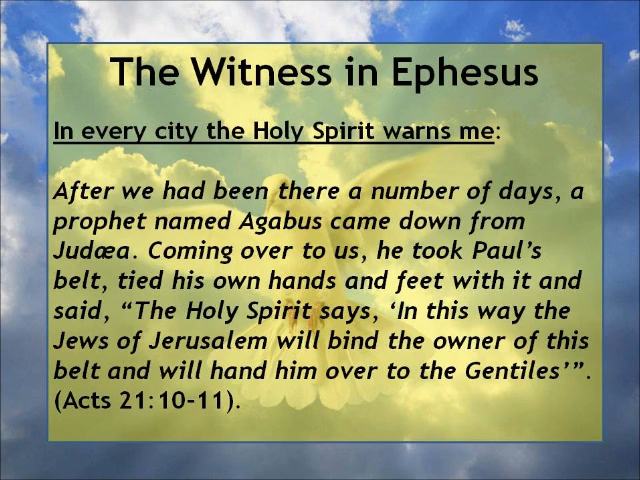 The Witness in Ephesus
In every city the Holy Spirit warns me:
After we had been there a number of days, a
prophet named Agabus came down from
Judæa. Coming over to us, he took Paul’s
belt, tied his own hands and feet with it and
said, “The Holy Spirit says, ‘In this way the
Jews of Jerusalem will bind the owner of this
belt and will hand him over to the Gentiles’”.
(Acts 21:10-11).